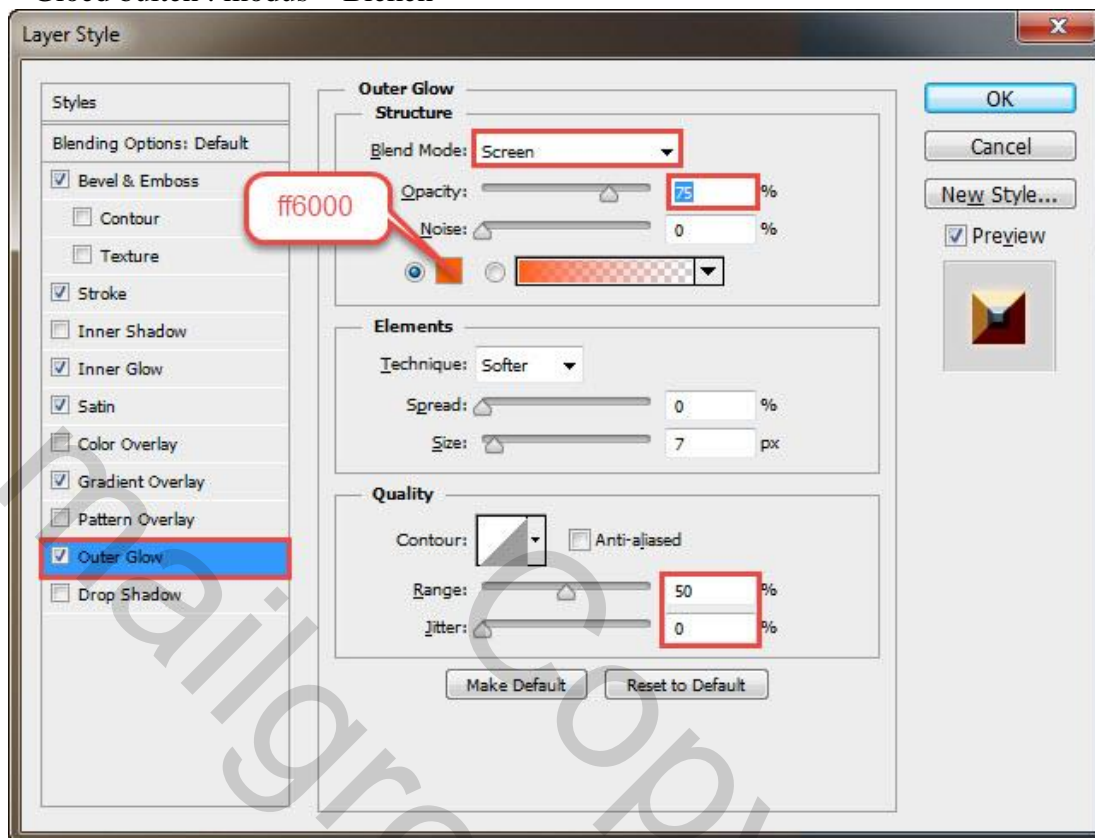 Layer Style
Styles
Blending Options: Default
Bevel & Emboss
Contour
Texture
Stroke
Inner Shadow
Inner Glow
Satin
Color Overlay
Gradient Overlay
Pattern Overlay
Outer Glow
Drop Shadow
Outer Glow
Structure
Blend Mode: Screen
Opacity: 75 %
ff6000
Noise: 0 %
Elements
Technique: Softer
Spread: 0 %
Size: 7 px
Quality
Contour: Anti-aliased
Range: 50 %
Jitter: 0 %
Make Default Reset to Default
OK
Cancel
New Style...
Preview